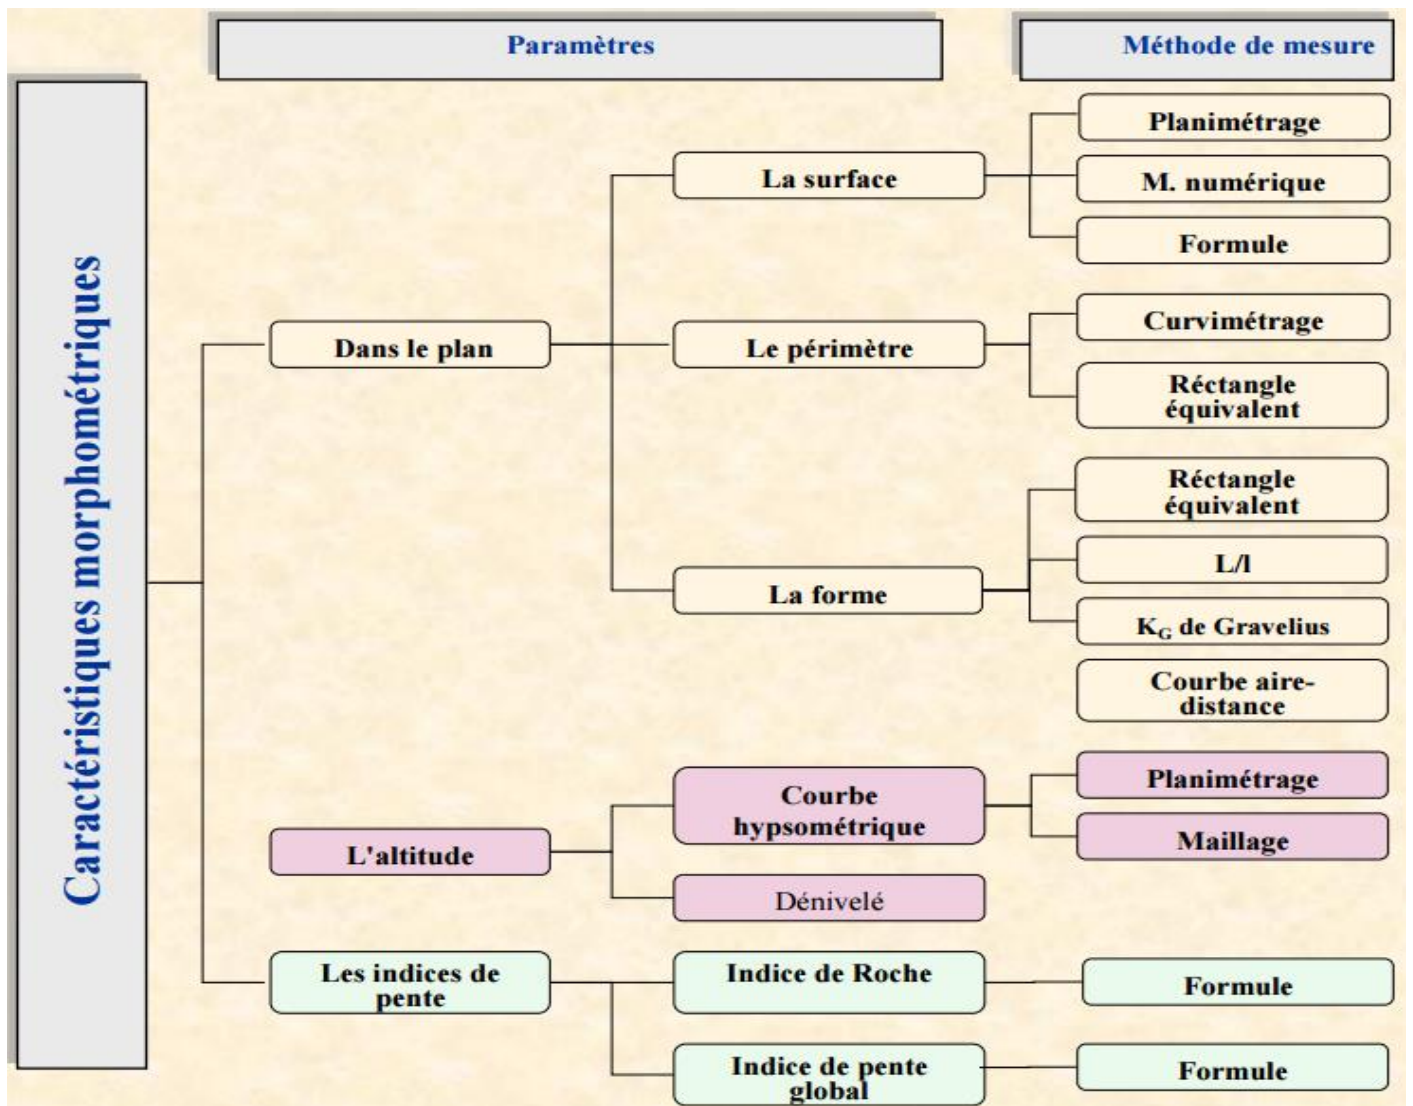 Paramètres
Méthode de mesure
Caractéristiques morphométriques
Planimétrage
La surface
M. numérique
Formule
Dans le plan
Le périmètre
Curvimétrage
Réctangle
équivalent
Réctangle
équivalent
L/l
La forme
KG de Gravelius
Courbe aire-
distance
L'altitude
Courbe
hypsométrique
Planimétrage
Maillage
Dénivelé
Les indices de
pente
Indice de Roche
Formule
Indice de pente
global
Formule